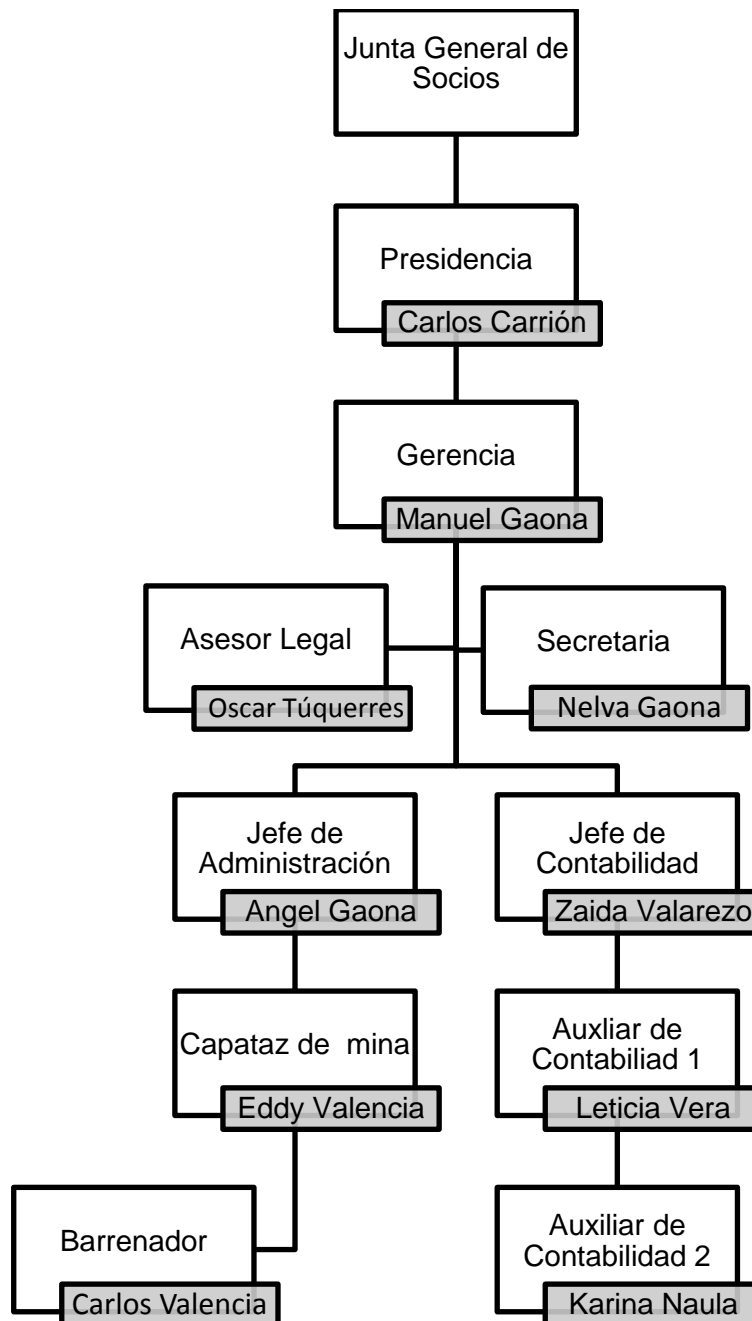 Junta General de
Socios
Presidencia
Carlos Carrión
Gerencia
Manuel Gaona
Asesor Legal
Oscar Túquerres
Secretaria
Nelva Gaona
Jefe de
Administración
Angel Gaona
Jefe de
Contabilidad
Zaida Valarezo
Capataz de  mina
Eddy Valencia
Auxliar de
Contabiliad 1
Leticia Vera
Barrenador
Carlos Valencia
Auxiliar de
Contabilidad 2
Karina Naula